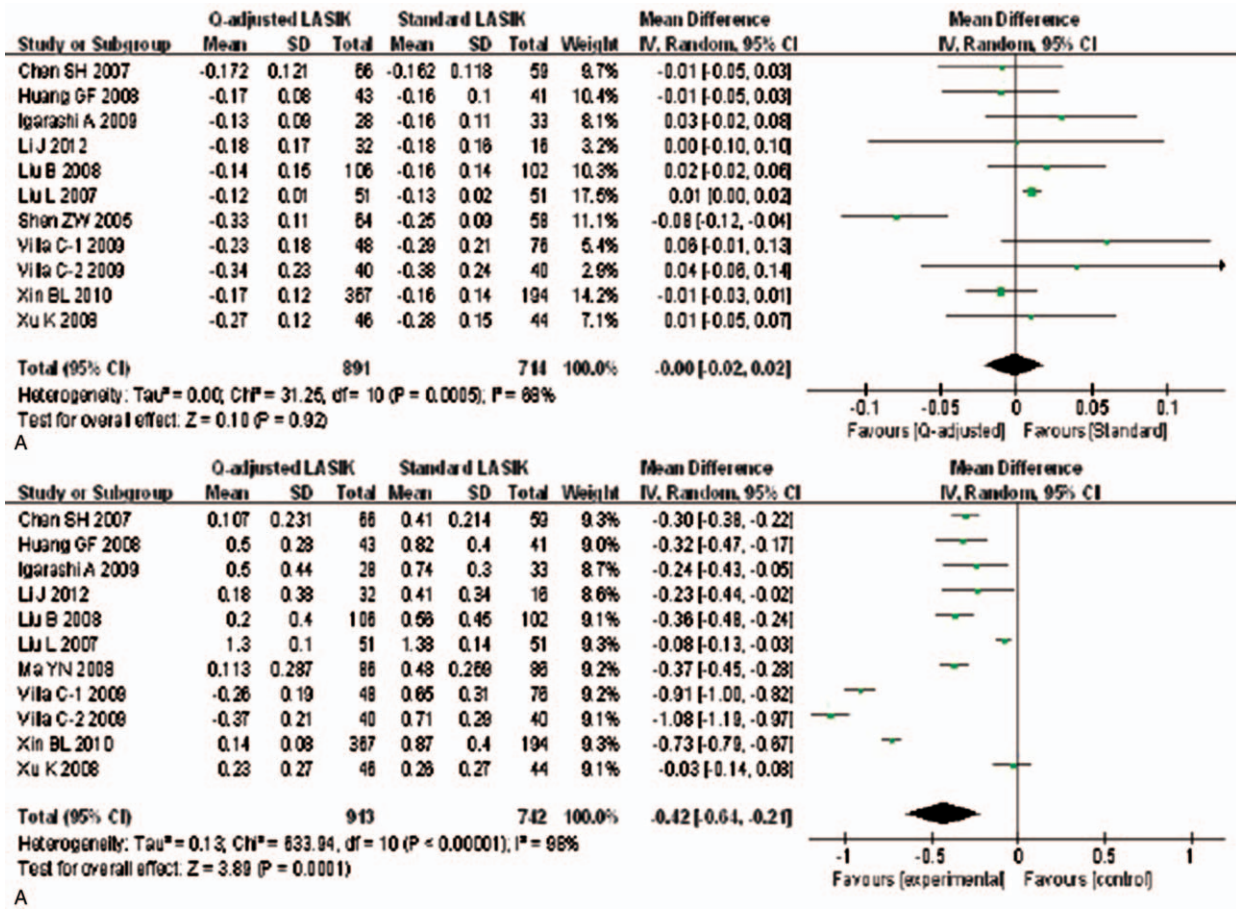 Q-adjusted LASIK Standard LASIK Mean Difference Mean Difference
Study or Subgroup Mean SD Total Mean SD Total Weight IV, Random, 95% CI IV, Random, 95% CI
Chen SH 2007 -0.172 0.121 66 -0.162 0.118 59 9.7% -0.01 [-0.05, 0.03]
Huang GF 2008 -0.17 0.08 43 -0.16 0.1 41 10.4% -0.01 [-0.05, 0.03]
Igarashi A 2009 -0.13 0.09 28 -0.16 0.11 33 8.1% 0.03 [-0.02, 0.08]
Li J 2012 -0.18 0.17 32 -0.18 0.16 16 3.2% 0.00 [-0.10, 0.10]
Liu B 2008 -0.14 0.15 106 -0.16 0.14 102 10.3% 0.02 [-0.02, 0.06]
Liu L 2007 -0.12 0.01 51 -0.13 0.02 51 17.5% 0.01 [0.00, 0.02]
Shen ZW 2005 -0.33 0.11 64 -0.25 0.09 58 11.1% -0.08 [-0.12, -0.04]
Villa C-1 2009 -0.23 0.18 48 -0.29 0.21 76 5.4% 0.06 [-0.01, 0.13]
Villa C-2 2009 -0.34 0.23 40 -0.38 0.24 40 2.9% 0.04 [-0.06, 0.14]
Xin BL 2010 -0.17 0.12 367 -0.16 0.14 194 14.2% -0.01 [-0.03, 0.01]
Xu K 2008 -0.27 0.12 46 -0.28 0.15 44 7.1% 0.01 [-0.05, 0.07]
Total (95% CI) 891 714 100.0% -0.00 [-0.02, 0.02]
Heterogeneity: Tau² = 0.00; Chi² = 31.25, df = 10 (P = 0.0005); I² = 68%
Test for overall effect: Z = 0.10 (P = 0.92)
-0.1 -0.05 0 0.05 0.1
Favours [Q-adjusted] Favours [Standard]
A
Q-adjusted LASIK Standard LASIK Mean Difference Mean Difference
Study or Subgroup Mean SD Total Mean SD Total Weight IV, Random, 95% CI IV, Random, 95% CI
Chen SH 2007 0.107 0.231 66 0.41 0.214 59 9.3% -0.30 [-0.38, -0.22]
Huang GF 2008 0.5 0.28 43 0.82 0.4 41 9.0% -0.32 [-0.47, -0.17]
Igarashi A 2009 0.5 0.44 28 0.74 0.3 33 8.7% -0.24 [-0.43, -0.05]
Li J 2012 0.18 0.38 32 0.41 0.34 16 8.6% -0.23 [-0.44, -0.02]
Liu B 2008 0.2 0.4 106 0.56 0.45 102 9.1% -0.36 [-0.48, -0.24]
Liu L 2007 1.3 0.1 51 1.38 0.14 51 9.3% -0.08 [-0.13, -0.03]
Ma YN 2008 0.113 0.287 86 0.48 0.269 86 9.2% -0.37 [-0.45, -0.28]
Villa C-1 2009 -0.26 0.19 48 0.65 0.31 76 9.2% -0.91 [-1.00, -0.82]
Villa C-2 2009 -0.37 0.21 40 0.71 0.29 40 9.1% -1.08 [-1.19, -0.97]
Xin BL 2010 0.14 0.08 367 0.87 0.4 194 9.3% -0.73 [-0.79, -0.67]
Xu K 2008 0.23 0.27 46 0.26 0.27 44 9.1% -0.03 [-0.14, 0.08]
Total (95% CI) 913 742 100.0% -0.42 [-0.64, -0.21]
Heterogeneity: Tau² = 0.13; Chi² = 633.94, df = 10 (P < 0.00001); I² = 98%
Test for overall effect: Z = 3.89 (P = 0.0001)
-1 -0.5 0 0.5 1
Favours [experimental] Favours [control]
A